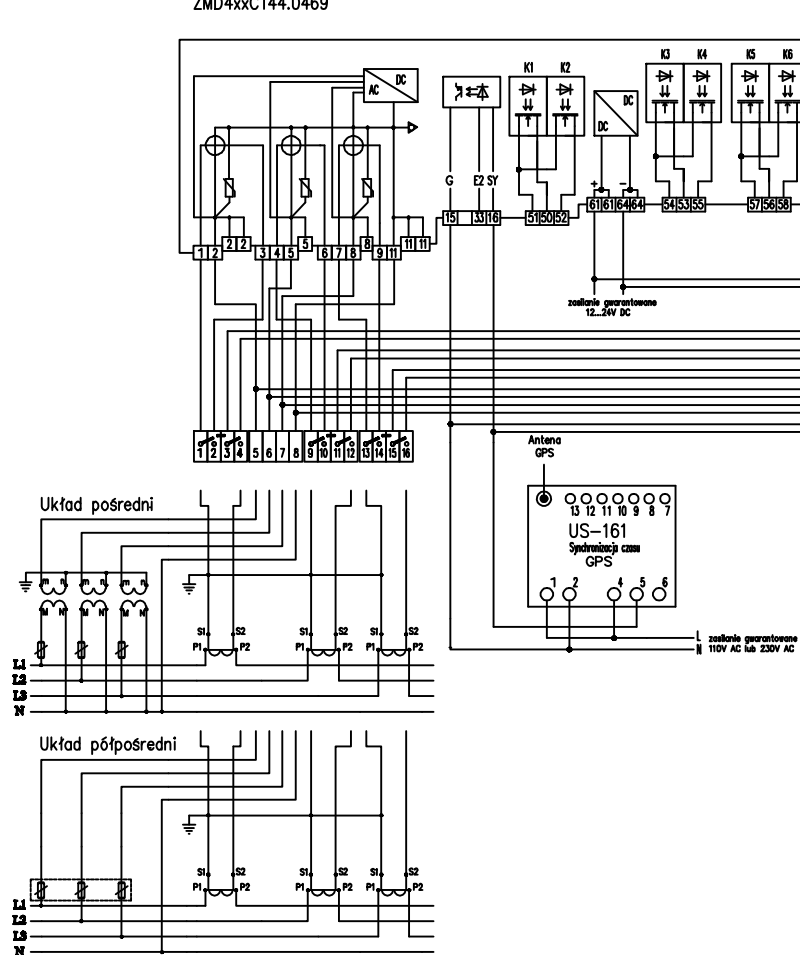 ZMD4xxCT44.0469
K3 K4 K5 K6
K1 K2
DC
AC
DC
DC
G E2 SY
+ −
15 33 16 51 50 52 61 61 64 64 54 53 55 57 56 58
1 2 2 2 3 4 5 5 6 7 8 8 9 11 11 11
zasilanie gwarantowane
12...24V DC
1 2 3 4 5 6 7 8 9 10 11 12 13 14 15 16
Antena
GPS
13 12 11 10 9 8 7
US-161
Synchronizacja czasu
GPS
1 2 4 5 6
L zasilanie gwarantowane
N 110V AC lub 230V AC
Układ pośredni
m n m n m n
M N M N M N
S1 S2 S1 S2 S1 S2
P1 P2 P1 P2 P1 P2
L1
L2
L3
N
Układ półpośredni
S1 S2 S1 S2 S1 S2
P1 P2 P1 P2 P1 P2
L1
L2
L3
N